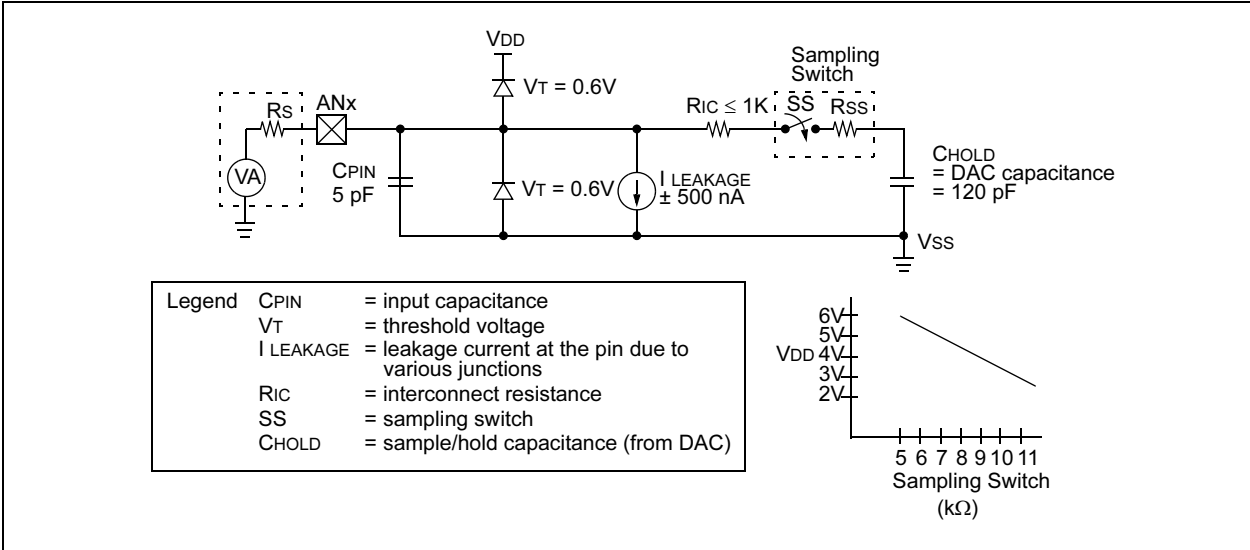 VDD
VT = 0.6V
Sampling
Switch
RS
ANx
RIC ≤ 1K
SS
RSS
VA
CPIN
5 pF
VT = 0.6V
I LEAKAGE
± 500 nA
CHOLD
= DAC capacitance
= 120 pF
VSS
Legend CPIN = input capacitance
VT = threshold voltage
I LEAKAGE = leakage current at the pin due to
various junctions
RIC = interconnect resistance
SS = sampling switch
CHOLD = sample/hold capacitance (from DAC)
6V
5V
VDD 4V
3V
2V
5 6 7 8 9 10 11
Sampling Switch
(kΩ)